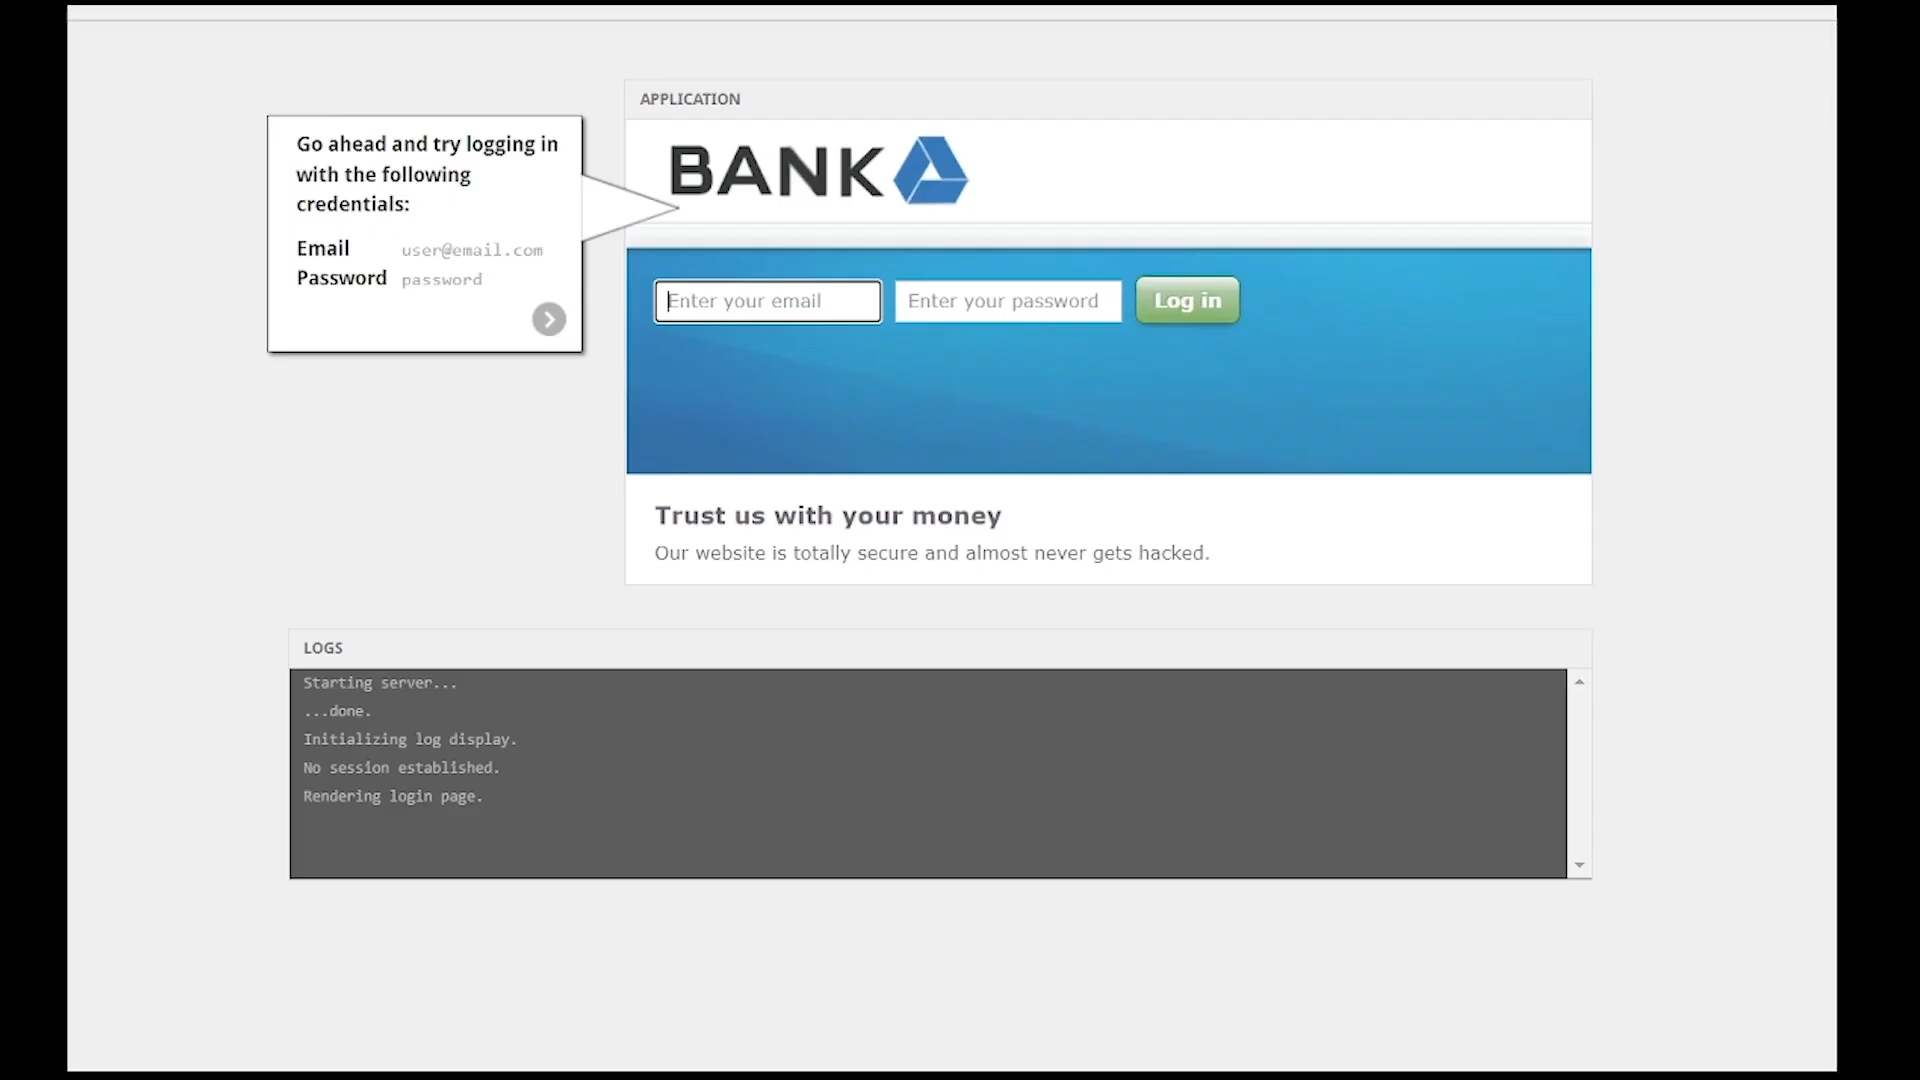 APPLICATION
BANK
Go ahead and try logging in
with the following
credentials:
Email user@email.com
Password password
Enter your email Enter your password Log in
Trust us with your money
Our website is totally secure and almost never gets hacked.
LOGS
Starting server...
...done.
Initializing log display.
No session established.
Rendering login page.